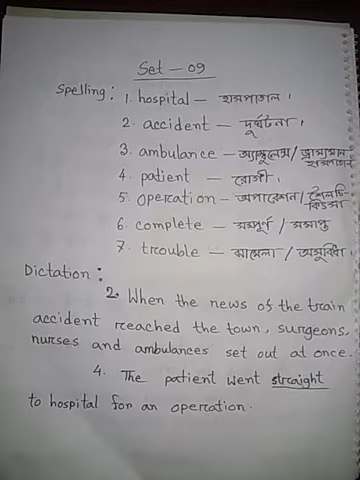 Set - 09
Spelling : 1. hospital - হাসপাতাল ।
2. accident - দূর্ঘটনা ।
3. ambulance - অ্যাম্বুলেন্স / ভ্রাম্যমান হাসপাতাল
4. patient - রোগী .
5. operation - অপারেশন / শৈল্যচিকিৎসা
6. complete - সম্পূর্ণ / সমাপ্ত
7. trouble - ঝামেলা / অসুবিধা .
Dictation :
2. When the news of the train
accident reached the town, surgeons,
nurses and ambulances set out at once.
4. The patient went straight
to hospital for an operation.